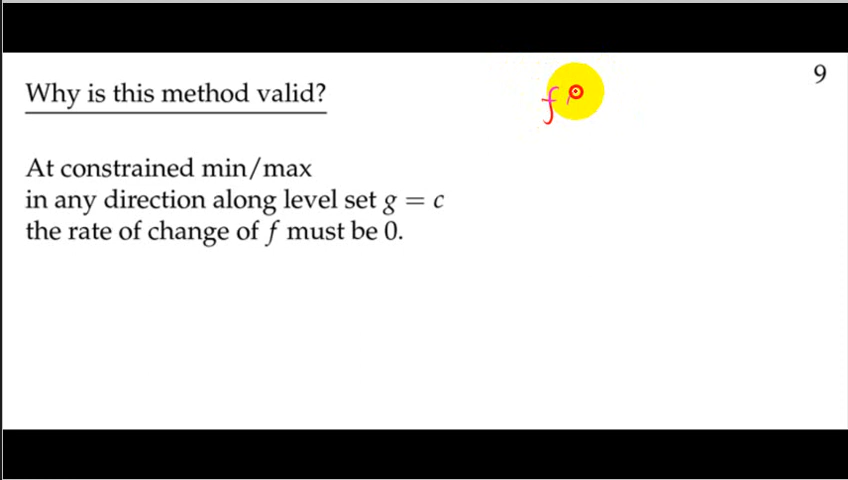 9
Why is this method valid?
f
At constrained min/max
in any direction along level set g = c
the rate of change of f must be 0.